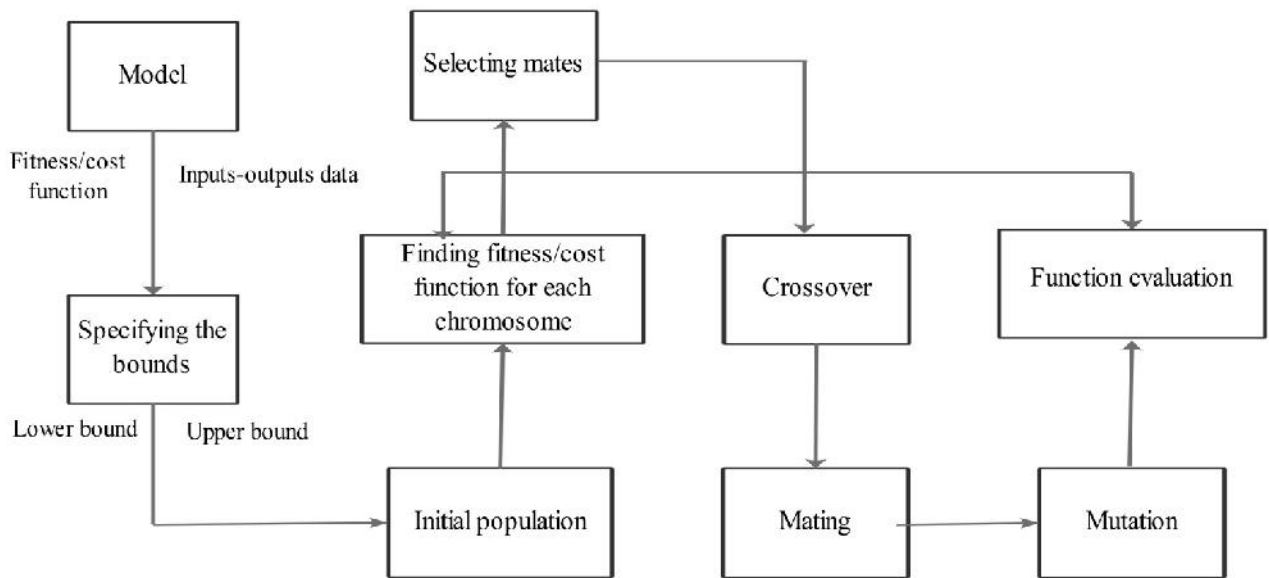 Model
Fitness/cost
function
Inputs-outputs data
Specifying the
bounds
Lower bound
Upper bound
Initial population
Finding fitness/cost
function for each
chromosome
Selecting mates
Crossover
Mating
Mutation
Function evaluation